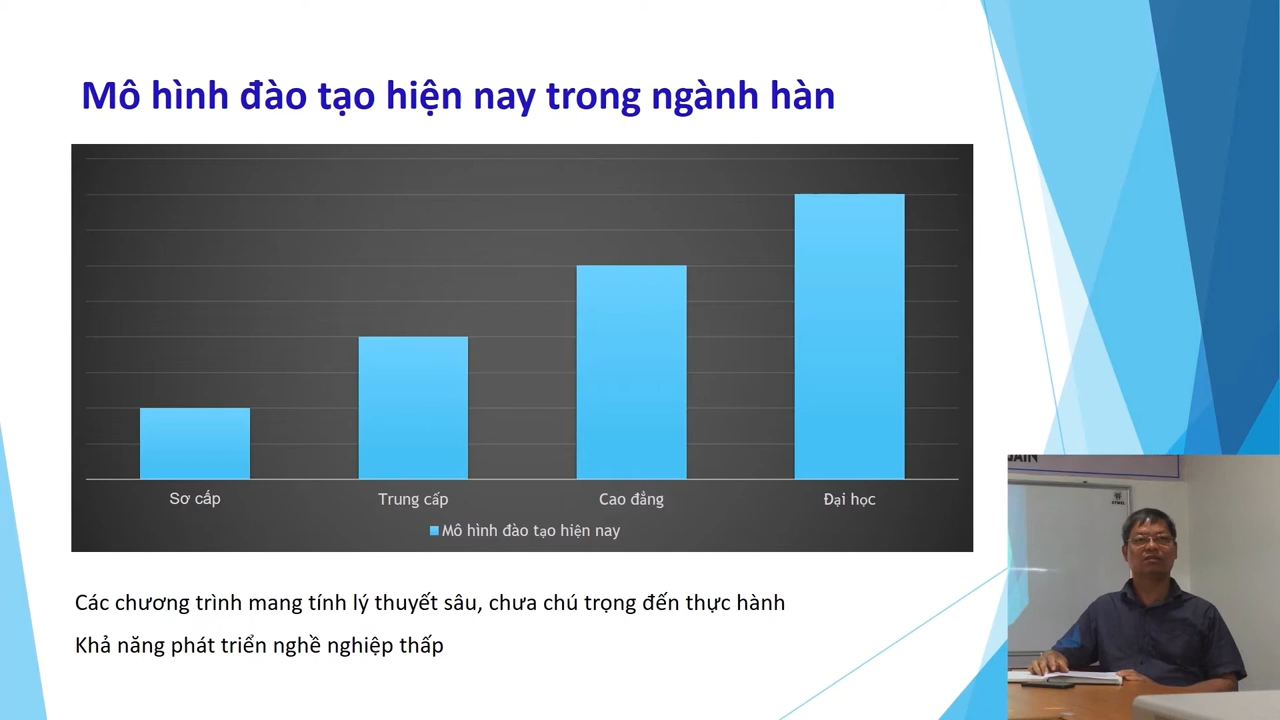 Mô hình đào tạo hiện nay trong ngành hàn
Sơ cấp
Trung cấp
Cao đẳng
Đại học
Mô hình đào tạo hiện nay
Các chương trình mang tính lý thuyết sâu, chưa chú trọng đến thực hành
Khả năng phát triển nghề nghiệp thấp